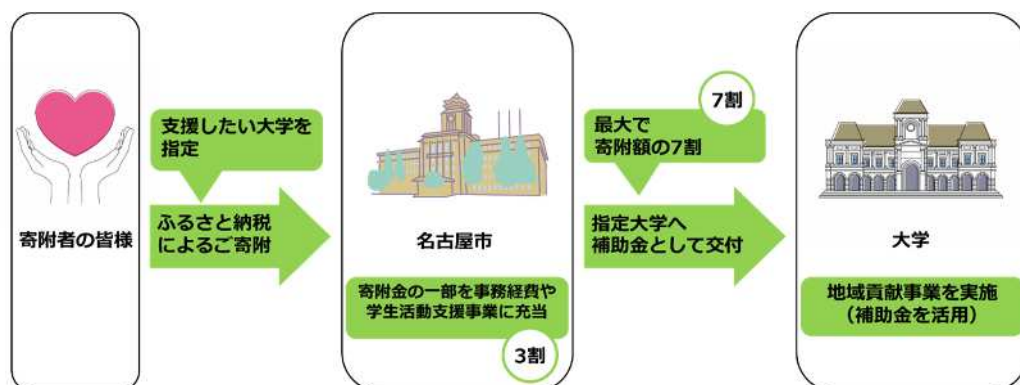 寄附者の皆様
支援したい大学を
指定
ふるさと納税
によるご寄附
名古屋市
寄附金の一部を事務経費や
学生活動支援事業に充当
3割
7割
最大で
寄附額の7割
指定大学へ
補助金として交付
大学
地域貢献事業を実施
（補助金を活用）